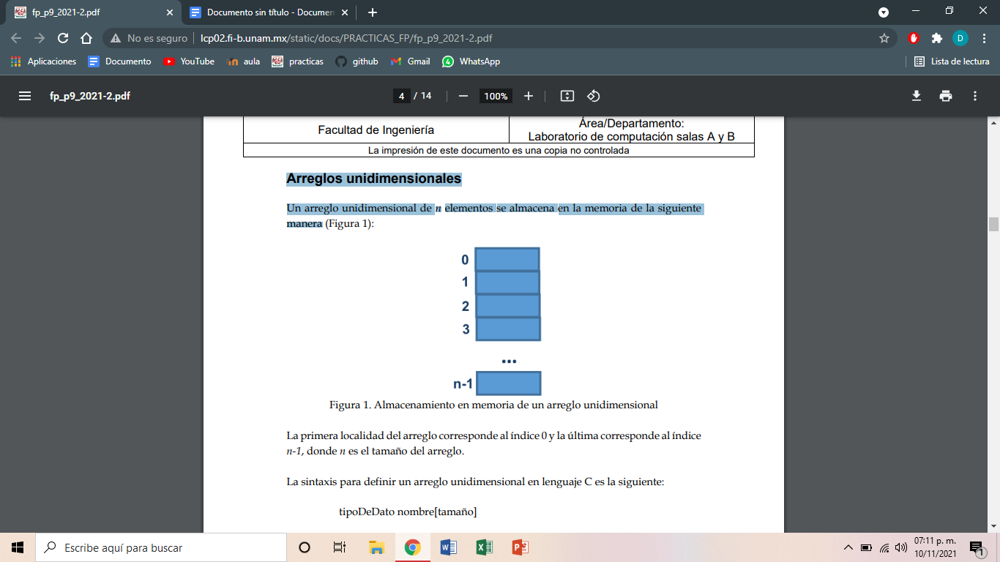 fp_p9_2021-2.pdf
Documento sin título - Documen
No es seguro | lcp02.fi-b.unam.mx/static/docs/PRACTICAS_FP/fp_p9_2021-2.pdf
D
Aplicaciones
Documento
YouTube
aula
practicas
github
Gmail
WhatsApp
Lista de lectura
fp_p9_2021-2.pdf
4 / 14
100%
Facultad de Ingeniería
Área/Departamento:
Laboratorio de computación salas A y B
La impresión de este documento es una copia no controlada
Arreglos unidimensionales
Un arreglo unidimensional de n elementos se almacena en la memoria de la siguiente
manera (Figura 1):
0
1
2
3
...
n-1
Figura 1. Almacenamiento en memoria de un arreglo unidimensional
La primera localidad del arreglo corresponde al índice 0 y la última corresponde al índice
n-1, donde n es el tamaño del arreglo.
La sintaxis para definir un arreglo unidimensional en lenguaje C es la siguiente:
tipoDeDato nombre[tamaño]
Escribe aquí para buscar
07:11 p. m.
10/11/2021
1